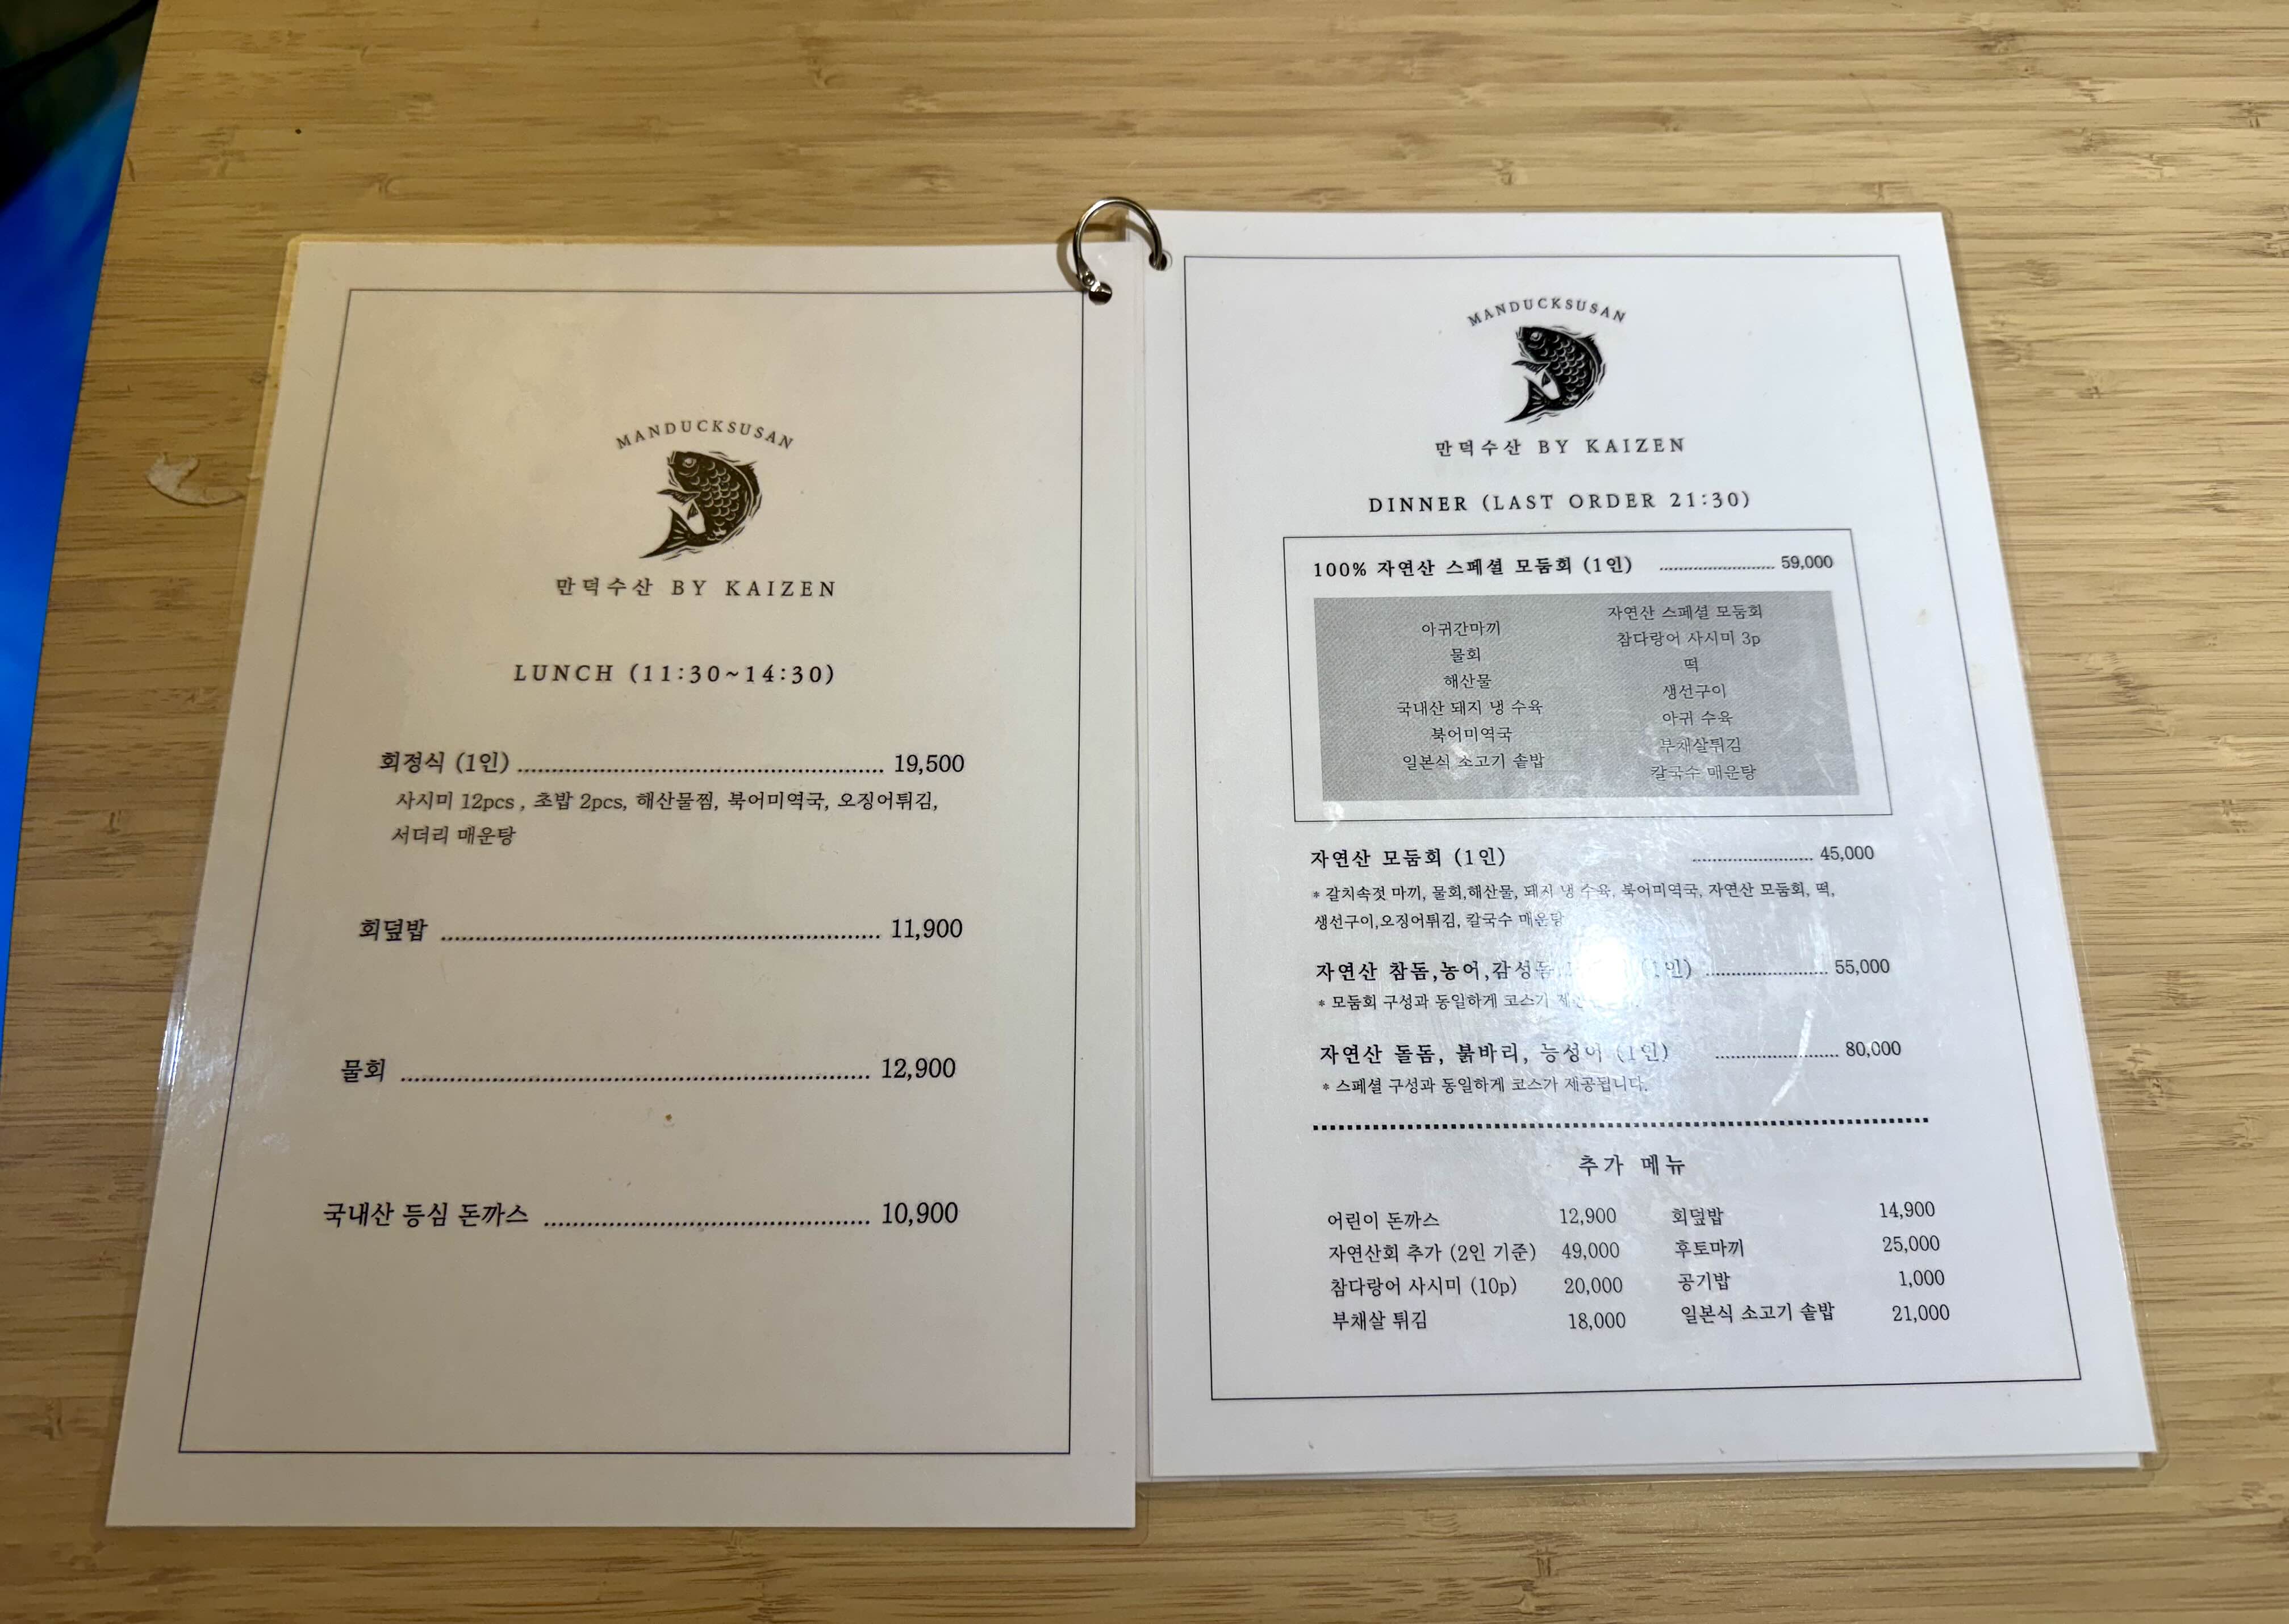 MANDUCKSUSAN
만덕수산 BY KAIZEN
LUNCH (11:30~14:30)
회정식 (1인) 19,500
사시미 12pcs , 초밥 2pcs, 해산물찜, 북어미역국, 오징어튀김,
서더리 매운탕
회덮밥 11,900
물회 12,900
국내산 등심 돈까스 10,900
MANDUCKSUSAN
만덕수산 BY KAIZEN
DINNER (LAST ORDER 21:30)
100% 자연산 스페셜 모둠회 (1인) 59,000
아귀간마끼
물회
해산물
국내산 돼지 냉 수육
북어미역국
일본식 소고기 솥밥
자연산 스페셜 모둠회
참다랑어 사시미 3p
떡
생선구이
아귀 수육
부채살튀김
칼국수 매운탕
자연산 모둠회 (1인) 45,000
* 갈치속젓 마끼, 물회,해산물, 돼지 냉 수육, 북어미역국, 자연산 모둠회, 떡,
생선구이,오징어튀김, 칼국수 매운탕
자연산 참돔,농어,감성돔 (1인) 55,000
* 모둠회 구성과 동일하게 코스가
자연산 돌돔, 붉바리, 능성어 (1인) 80,000
* 스페셜 구성과 동일하게 코스가 제공됩니다.
추가 메뉴
어린이 돈까스 12,900 회덮밥 14,900
자연산회 추가 (2인 기준) 49,000 후토마끼 25,000
참다랑어 사시미 (10p) 20,000 공기밥 1,000
부채살 튀김 18,000 일본식 소고기 솥밥 21,000